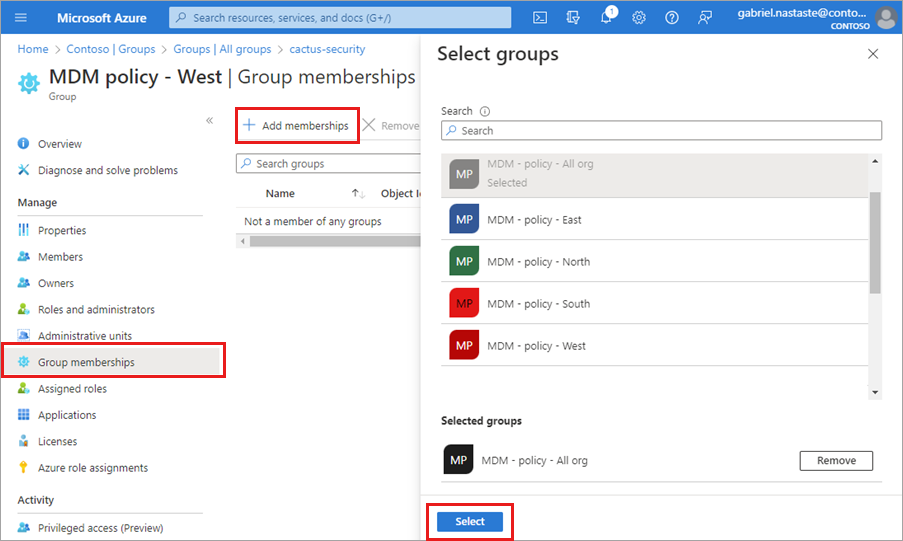 Microsoft Azure
Search resources, services, and docs (G+/)
1
gabriel.nastaste@conto...
CONTOSO
Home > Contoso | Groups > Groups | All groups > cactus-security
MDM policy - West | Group memberships
Group
«
Overview
Diagnose and solve problems
Manage
Properties
Members
Owners
Roles and administrators
Administrative units
Group memberships
Assigned roles
Applications
Licenses
Azure role assignments
Activity
Privileged access (Preview)
+ Add memberships
Remove
Search groups
Name ↑↓ Object Ic
Not a member of any groups
Select groups
Search
Search
MP MDM - policy - All org
Selected
MP MDM - policy - East
MP MDM - policy - North
MP MDM - policy - South
MP MDM - policy - West
Selected groups
MP MDM - policy - All org
Remove
Select